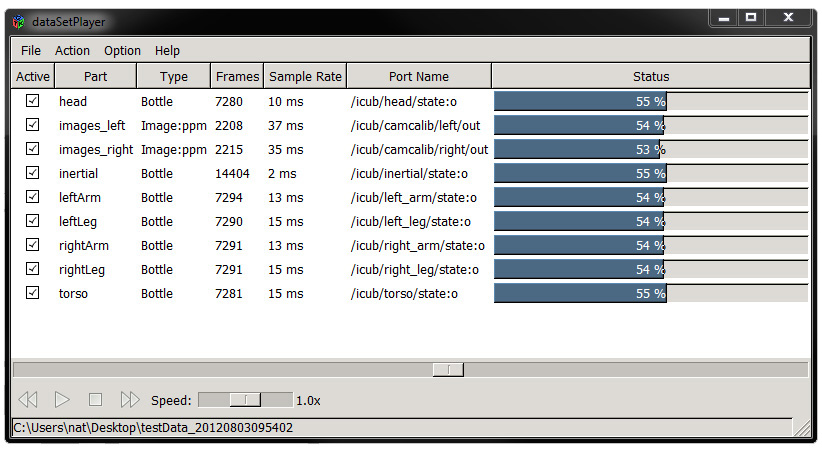 dataSetPlayer
File Action Option Help
Active Part Type Frames Sample Rate Port Name Status
head Bottle 7280 10 ms /icub/head/state:o 55 %
images_left Image:ppm 2208 37 ms /icub/camcalib/left/out 54 %
images_right Image:ppm 2215 35 ms /icub/camcalib/right/out 53 %
inertial Bottle 14404 2 ms /icub/inertial/state:o 55 %
leftArm Bottle 7294 13 ms /icub/left_arm/state:o 54 %
leftLeg Bottle 7290 15 ms /icub/left_leg/state:o 54 %
rightArm Bottle 7291 13 ms /icub/right_arm/state:o 54 %
rightLeg Bottle 7291 15 ms /icub/right_leg/state:o 54 %
torso Bottle 7281 15 ms /icub/torso/state:o 55 %
Speed: 1.0x
C:\Users\nat\Desktop\testData_20120803095402